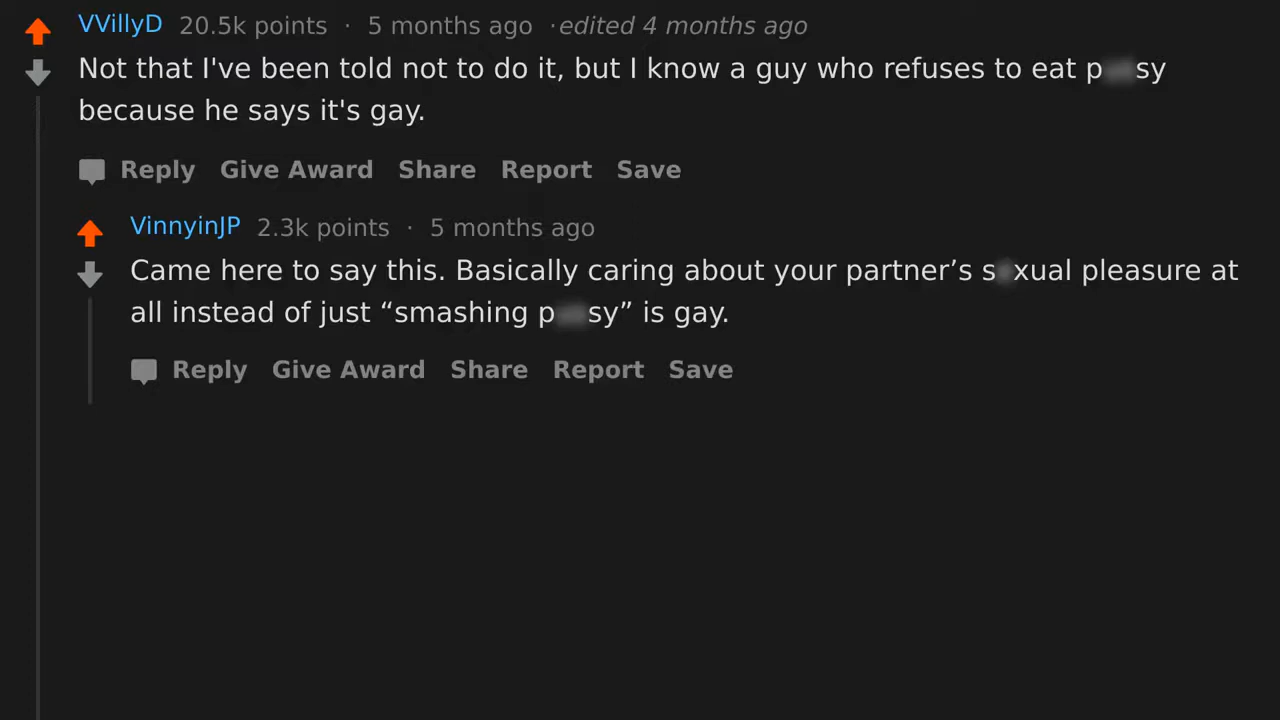 VVillyD 20.5k points · 5 months ago · edited 4 months ago
Not that I've been told not to do it, but I know a guy who refuses to eat
because he says it's gay.
Reply Give Award Share Report Save
VinnyinJP 2.3k points · 5 months ago
Came here to say this. Basically caring about your partner’s pleasure at
all instead of just “smashing ” is gay.
Reply Give Award Share Report Save